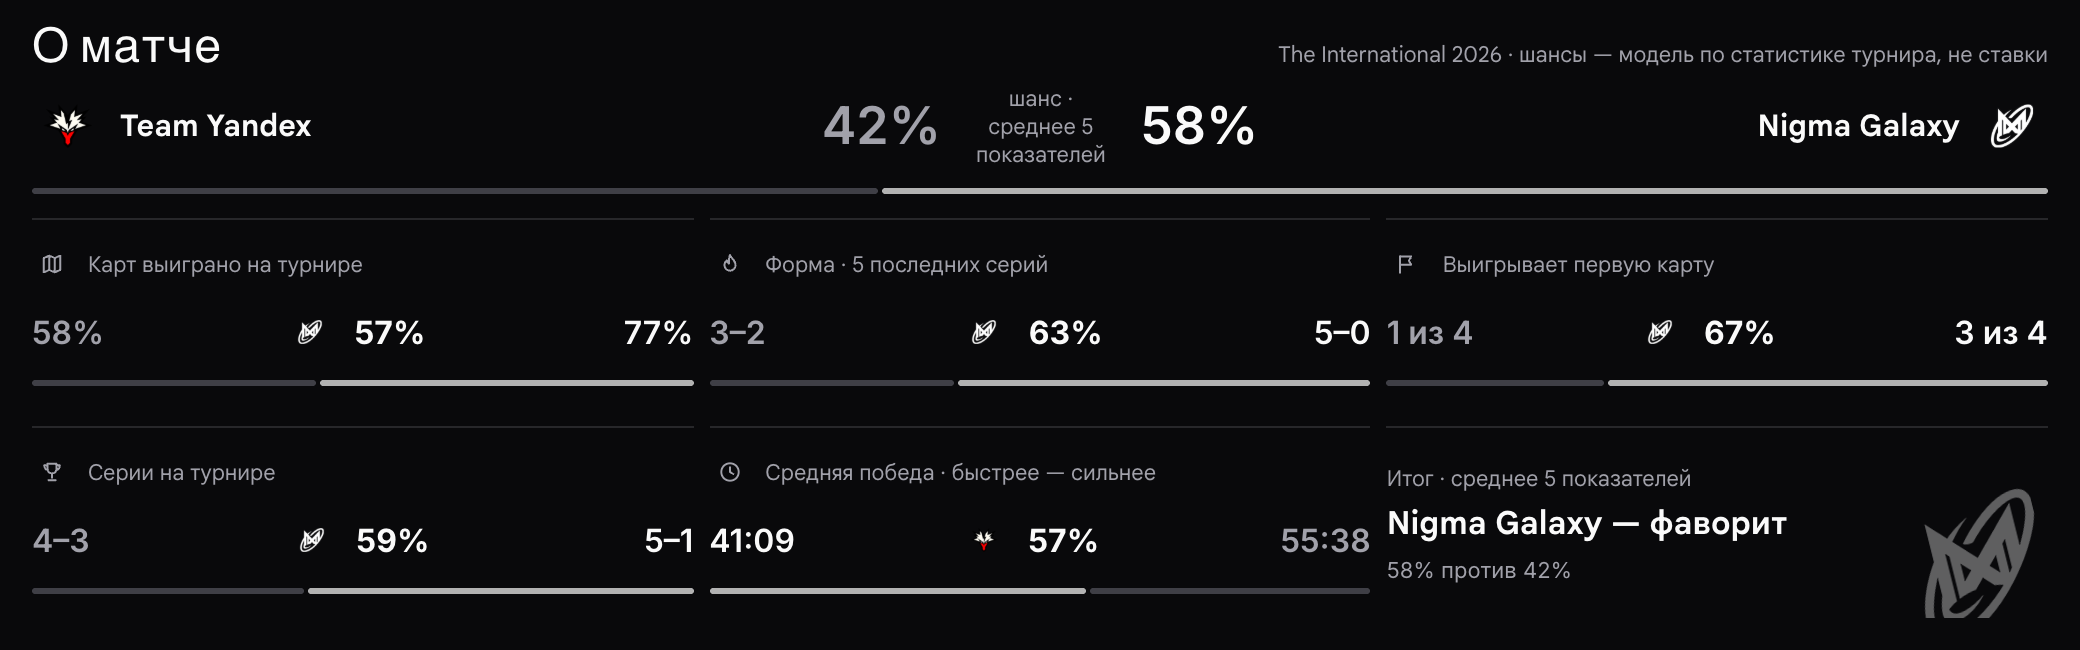 О матче
The International 2026 · шансы — модель по статистике турнира, не ставки
Team Yandex
42%
шанс ·
среднее 5
показателей
58%
Nigma Galaxy
Карт выиграно на турнире
58%
57%
77%
Форма · 5 последних серий
3–2
63%
5–0
Выигрывает первую карту
1 из 4
67%
3 из 4
Серии на турнире
4–3
59%
5–1
Средняя победа · быстрее — сильнее
41:09
57%
55:38
Итог · среднее 5 показателей
Nigma Galaxy — фаворит
58% против 42%